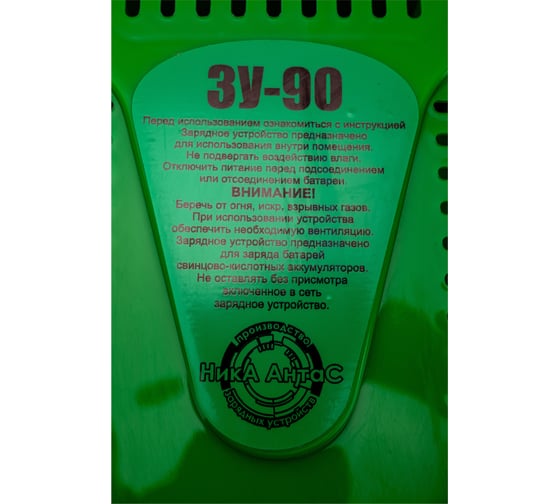 ЗУ-90
Перед использованием ознакомиться с инструкцией
Зарядное устройство предназначено
для использования внутри помещения.
Не подвергать воздействию влаги.
Отключить питание перед подсоединением
или отсоединением батареи.
ВНИМАНИЕ!
Беречь от огня, искр, взрывных газов.
При использовании устройства
обеспечить необходимую вентиляцию.
Зарядное устройство предназначено
для заряда батарей
свинцово-кислотных аккумуляторов.
Не оставлять без присмотра
включенное в сеть
зарядное устройство.
производство
НикА АнтаС
зарядных устройств